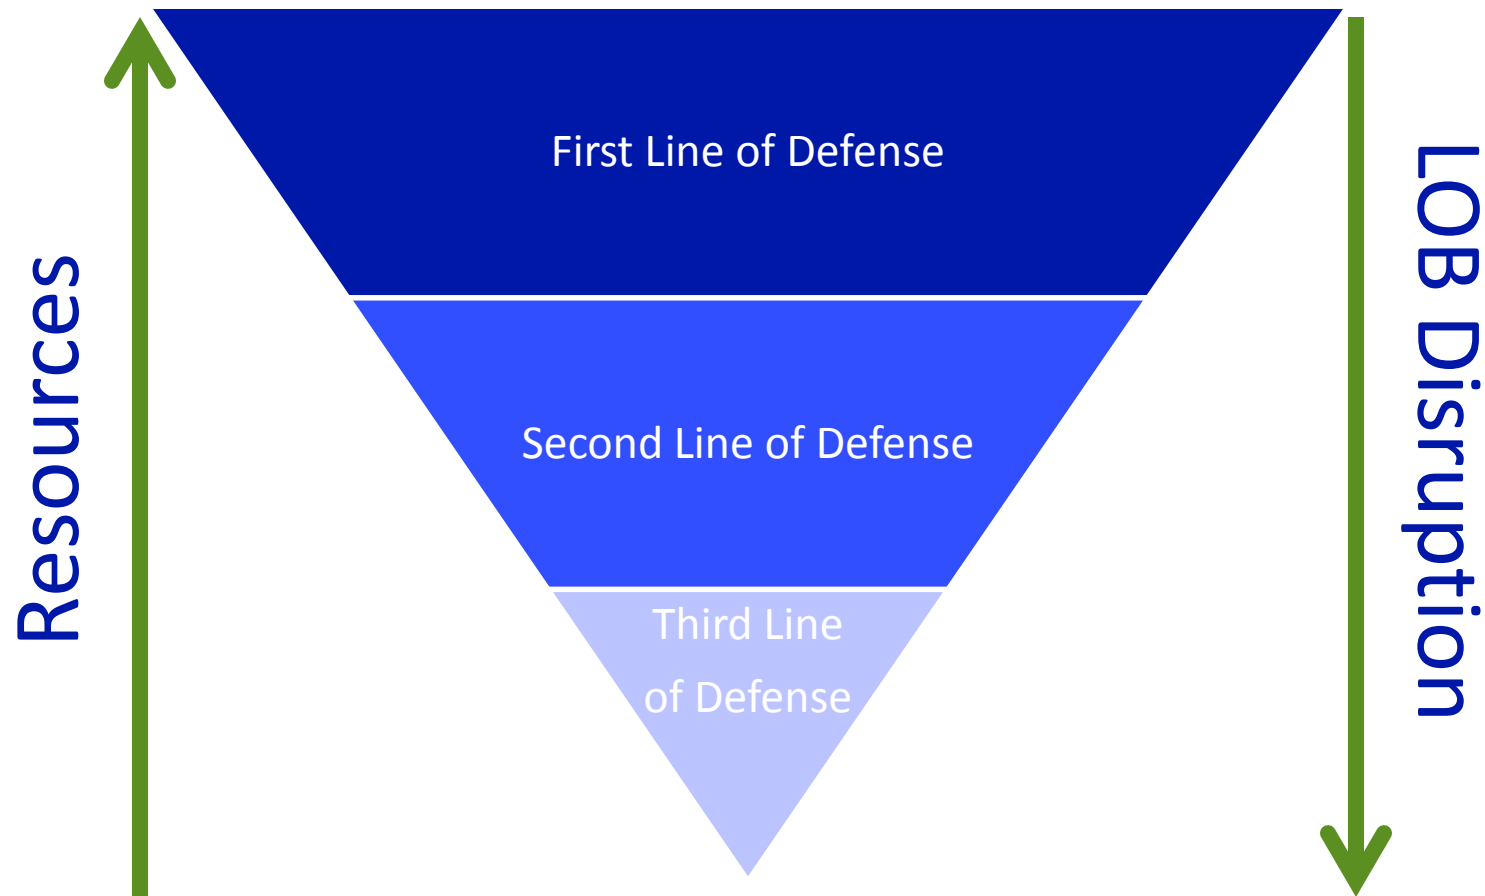 First Line of Defense
Second Line of Defense
Third Line
of Defense
Resources
LOB Disruption